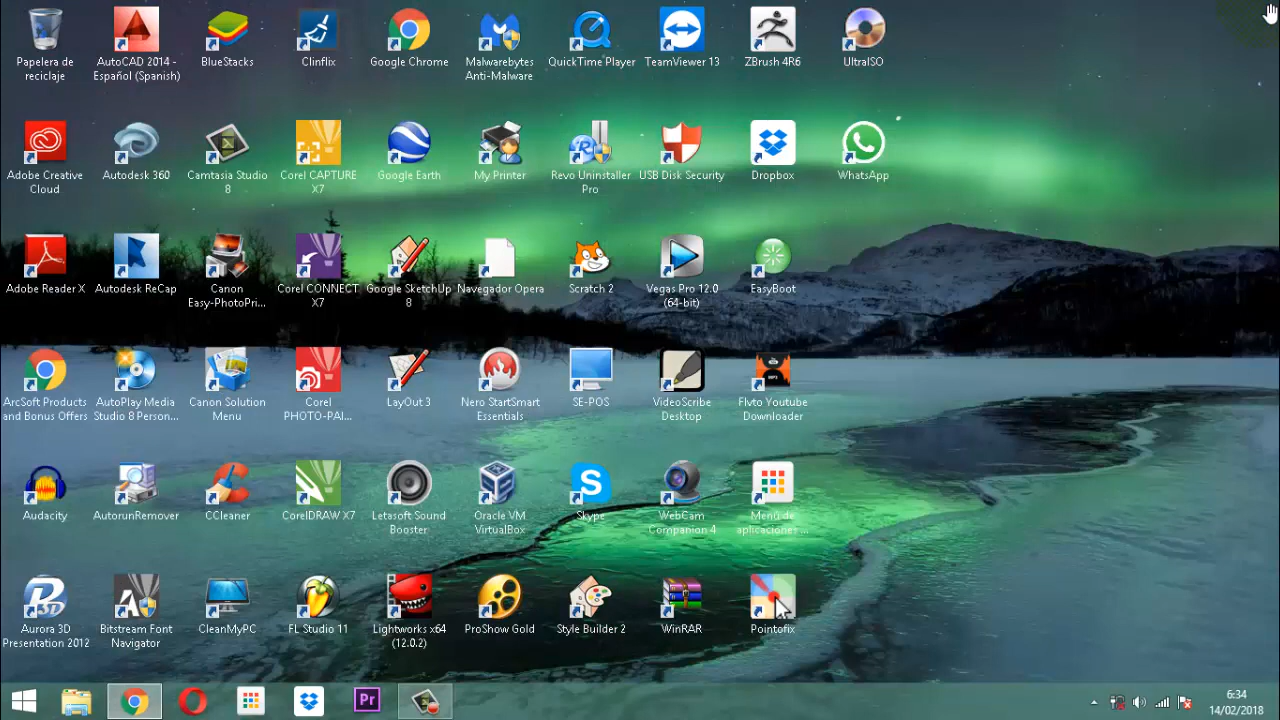 Papelera de
reciclaje
AutoCAD 2014 -
Español (Spanish)
BlueStacks
Clinflix
Google Chrome
Malwarebytes
Anti-Malware
QuickTime Player
TeamViewer 13
ZBrush 4R6
UltraISO
Adobe Creative
Cloud
Autodesk 360
Camtasia Studio
8
Corel CAPTURE
X7
Google Earth
My Printer
Revo Uninstaller
Pro
USB Disk Security
Dropbox
WhatsApp
Adobe Reader X
Autodesk ReCap
Canon
Easy-PhotoPri...
Corel CONNECT
X7
Google SketchUp
8
Navegador Opera
Scratch 2
Vegas Pro 12.0
(64-bit)
EasyBoot
ArcSoft Products
and Bonus Offers
AutoPlay Media
Studio 8 Person...
Canon Solution
Menu
Corel
PHOTO-PAI...
LayOut 3
Nero StartSmart
Essentials
SE-POS
VideoScribe
Desktop
Flvto Youtube
Downloader
Audacity
AutorunRemover
CCleaner
CorelDRAW X7
Letasoft Sound
Booster
Oracle VM
VirtualBox
Skype
WebCam
Companion 4
Menú de
aplicaciones ...
Aurora 3D
Presentation 2012
Bitstream Font
Navigator
CleanMyPC
FL Studio 11
Lightworks x64
(12.0.2)
ProShow Gold
Style Builder 2
WinRAR
Pointofix
Pr
6:34
14/02/2018